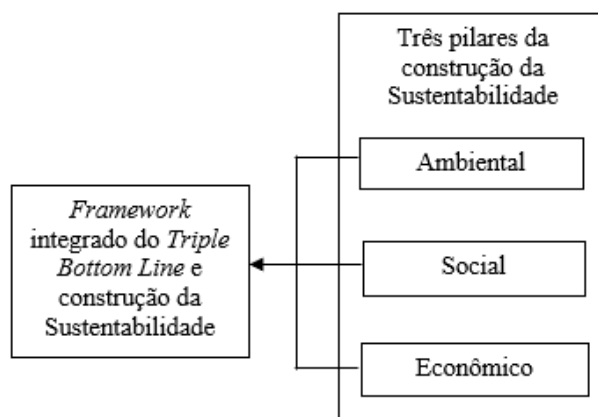 Três pilares da
construção da
Sustentabilidade
Ambiental
Framework
integrado do Triple
Bottom Line e
construção da
Sustentabilidade
Social
Econômico